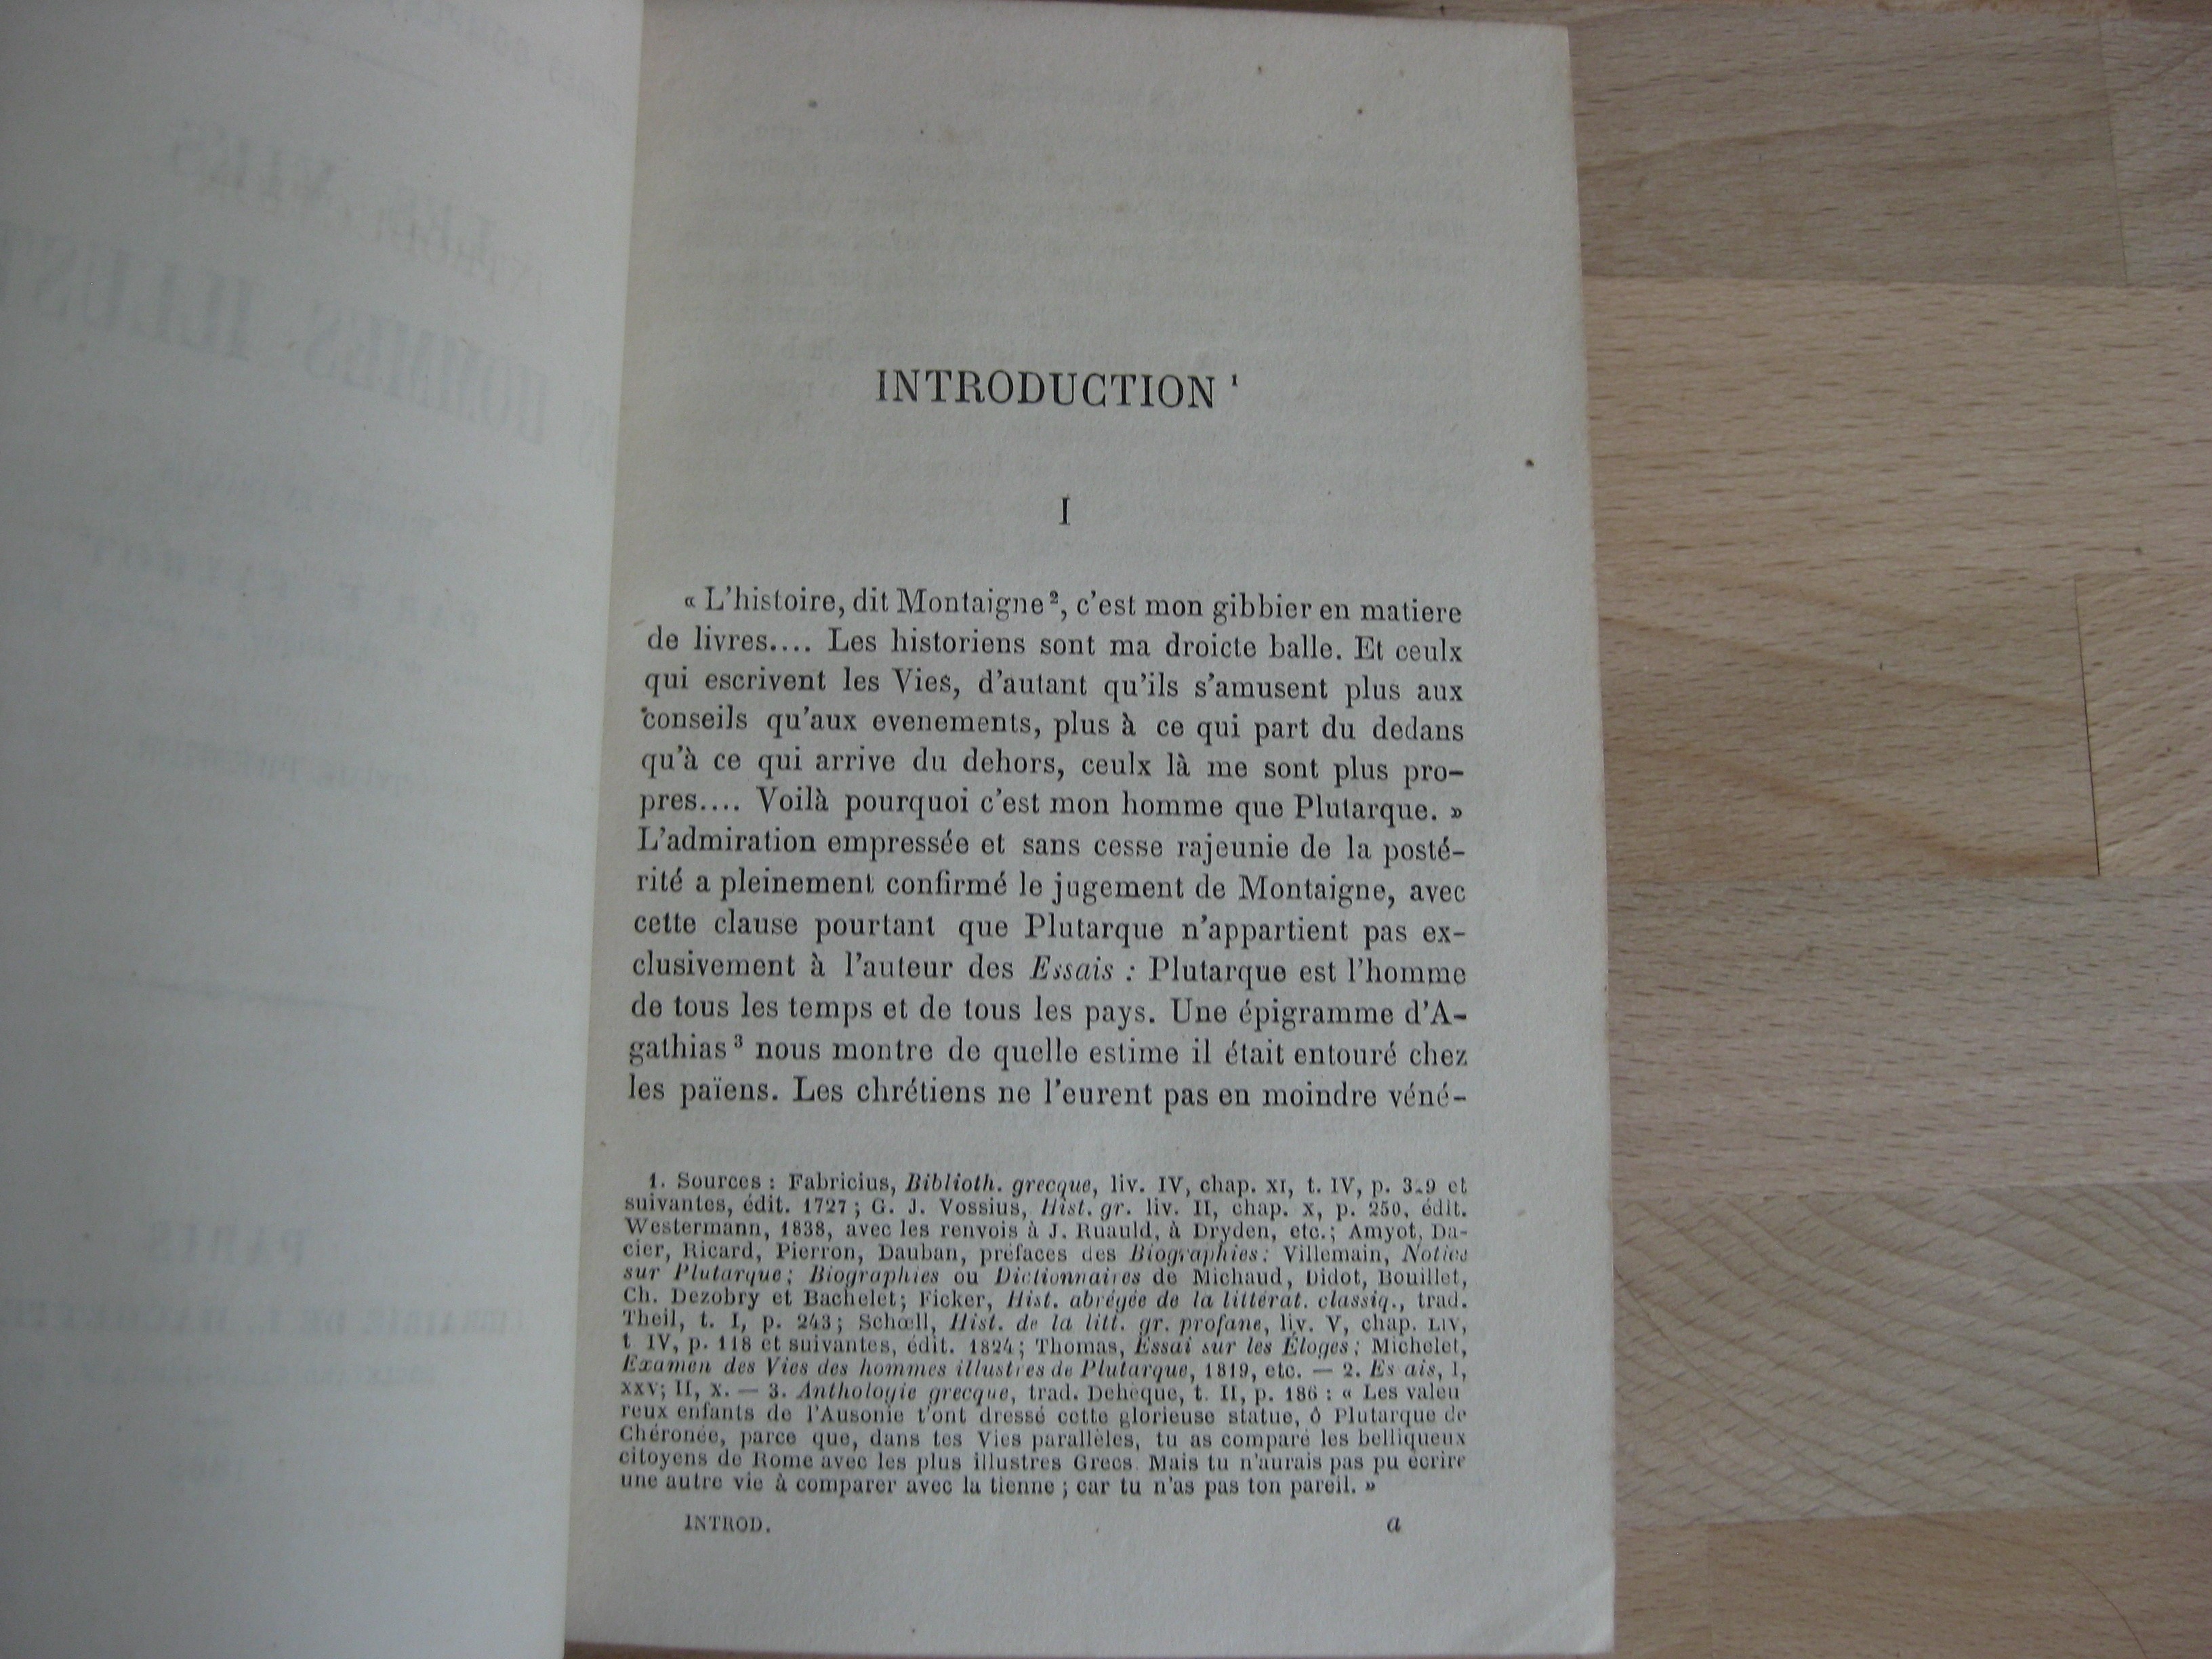 INTRODUCTION ¹
I
« L'histoire, dit Montaigne², c'est mon gibbier en matiere
de livres.... Les historiens sont ma droicte balle. Et ceulx
qui escrivent les Vies, d'autant qu'ils s'amusent plus aux
conseils qu'aux evenements, plus à ce qui part du dedans
qu'à ce qui arrive du dehors, ceulx là me sont plus pro-
pres.... Voilà pourquoi c'est mon homme que Plutarque. »
L'admiration empressée et sans cesse rajeunie de la posté-
rité a pleinement confirmé le jugement de Montaigne, avec
cette clause pourtant que Plutarque n'appartient pas ex-
clusivement à l'auteur des Essais : Plutarque est l'homme
de tous les temps et de tous les pays. Une épigramme d'A-
gathias³ nous montre de quelle estime il était entouré chez
les païens. Les chrétiens ne l'eurent pas en moindre véné-
1. Sources : Fabricius, Biblioth. grecque, liv. IV, chap. XI, t. IV, p. 3 9 et
suivantes, édit. 1727 ; G. J. Vossius, Hist. gr. liv. II, chap. X, p. 250, édit.
Westermann, 1838, avec les renvois à J. Ruauld, à Dryden, etc.; Amyot, Da-
cier, Ricard, Pierron, Dauban, préfaces des Biographies: Villemain, Notice
sur Plutarque; Biographies ou Dictionnaires de Michaud, Didot, Bouillet,
Ch. Dezobry et Bachelet; Ficker, Hist. abrégée de la littérat. classiq., trad.
Theil, t. I, p. 243; Schœll, Hist. de la litt. gr. profane, liv. V, chap. LIV,
t IV, p. 118 et suivantes, édit. 1824; Thomas, Essai sur les Éloges; Michelet,
Examen des Vies des hommes illustres de Plutarque, 1819, etc. — 2. Es ais, I,
XXV; II, X. — 3. Anthologie grecque, trad. Dehèque, t. II, p. 186 : « Les valeu
reux enfants de l'Ausonie t'ont dressé cette glorieuse statue, ô Plutarque de
Chéronée, parce que, dans tes Vies parallèles, tu as comparé les belliqueux
citoyens de Rome avec les plus illustres Grecs. Mais tu n'aurais pas pu écrire
une autre vie à comparer avec la tienne ; car tu n'as pas ton pareil. »
INTROD. a